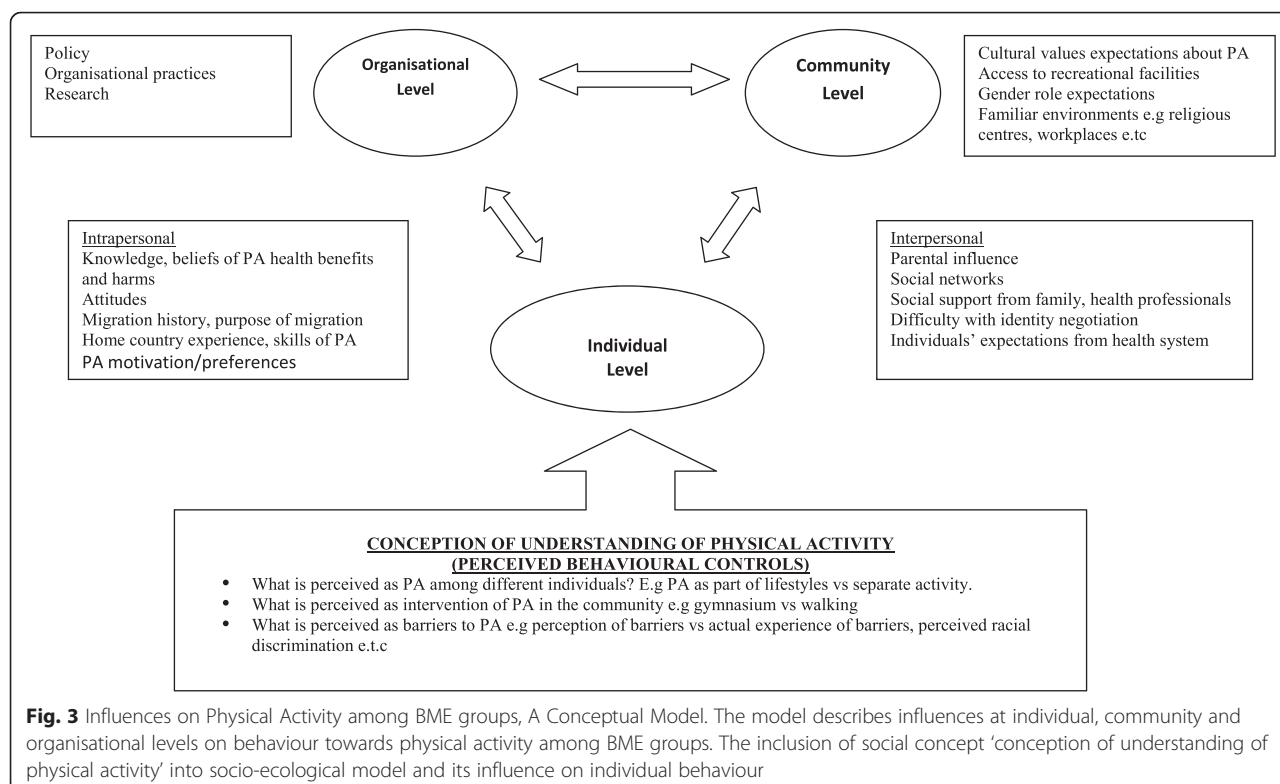 Policy
Organisational practices
Research
Organisational
Level
Community
Level
Cultural values expectations about PA
Access to recreational facilities
Gender role expectations
Familiar environments e.g religious
centres, workplaces e.tc
Intrapersonal
Knowledge, beliefs of PA health benefits
and harms
Attitudes
Migration history, purpose of migration
Home country experience, skills of PA
PA motivation/preferences
Individual
Level
Interpersonal
Parental influence
Social networks
Social support from family, health professionals
Difficulty with identity negotiation
Individuals' expectations from health system
CONCEPTION OF UNDERSTANDING OF PHYSICAL ACTIVITY
(PERCEIVED BEHAVIOURAL CONTROLS)
• What is perceived as PA among different individuals? E.g PA as part of lifestyles vs separate activity.
• What is perceived as intervention of PA in the community e.g gymnasium vs walking
• What is perceived as barriers to PA e.g perception of barriers vs actual experience of barriers, perceived racial
discrimination e.t.c
Fig. 3 Influences on Physical Activity among BME groups, A Conceptual Model. The model describes influences at individual, community and
organisational levels on behaviour towards physical activity among BME groups. The inclusion of social concept 'conception of understanding of
physical activity' into socio-ecological model and its influence on individual behaviour